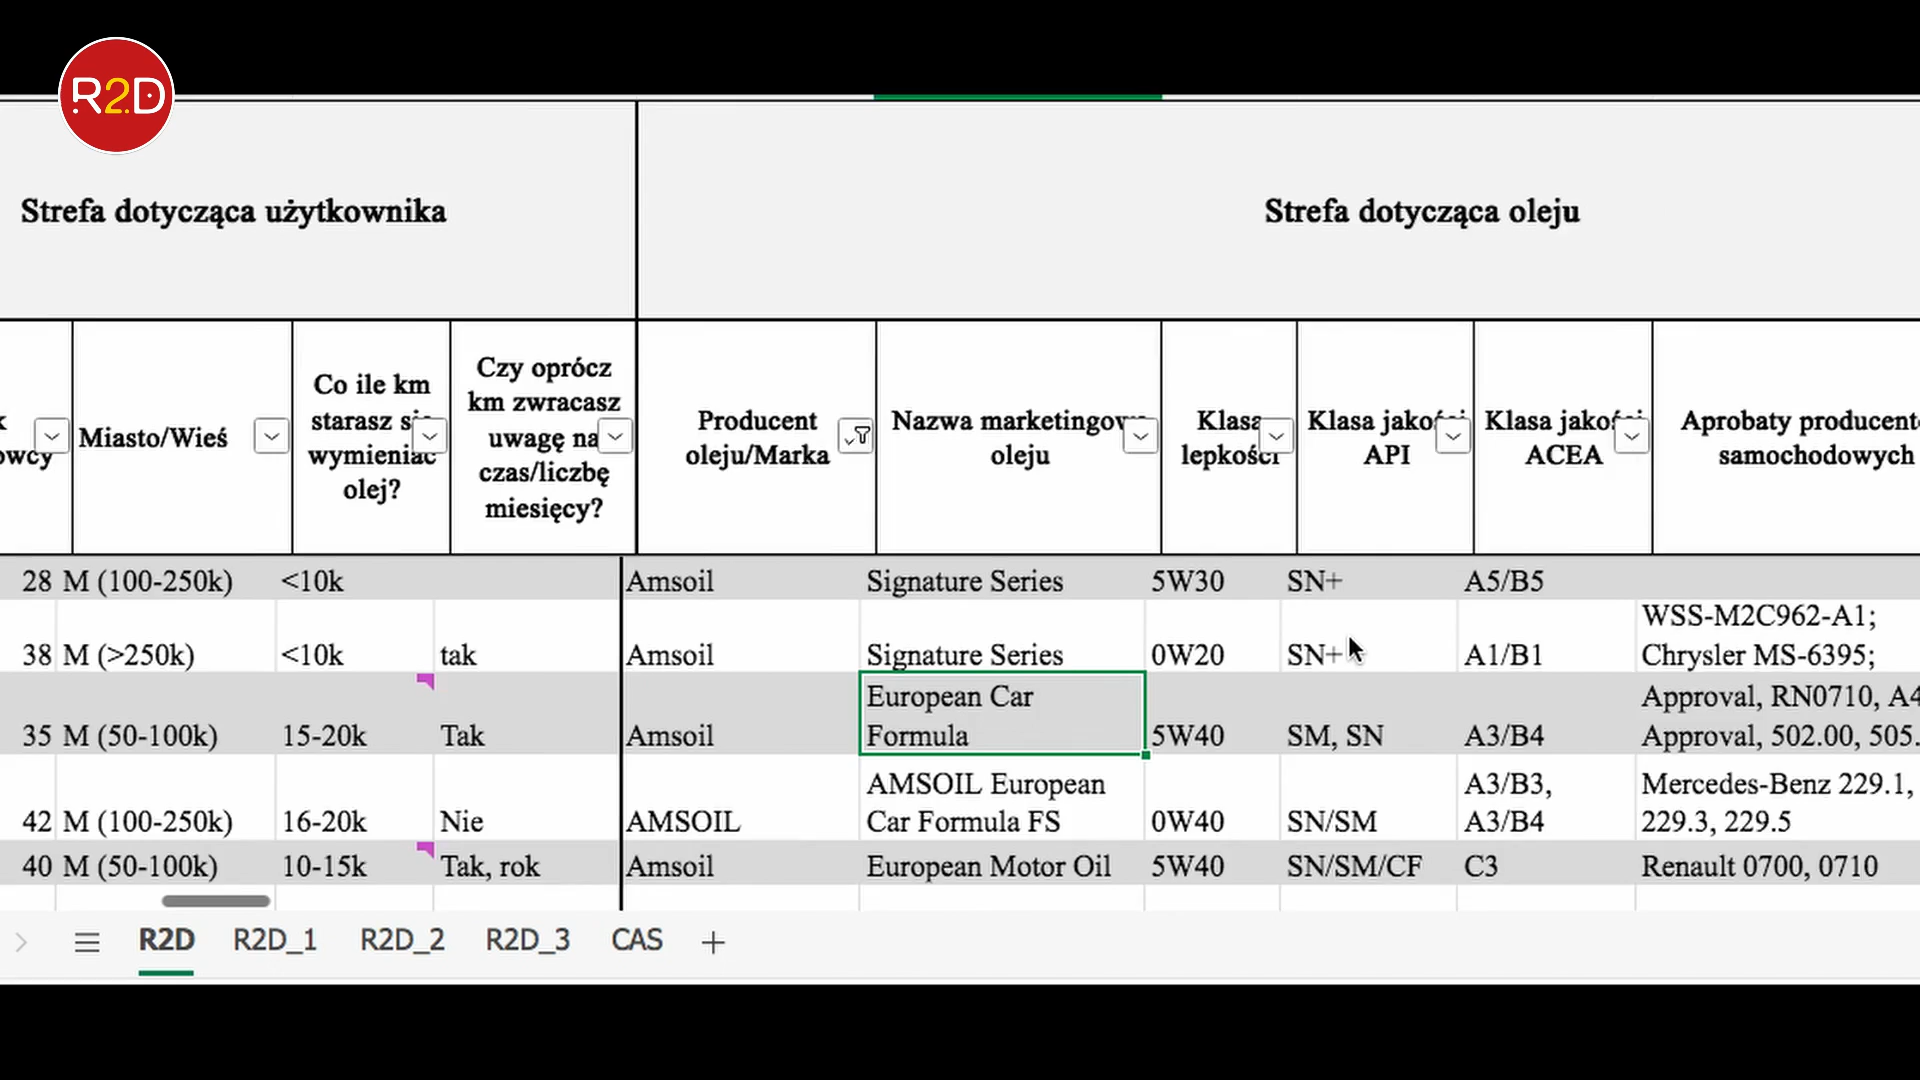 R2D
Strefa dotycząca użytkownika
Strefa dotycząca oleju
Miasto/Wieś
Co ile km
starasz się
wymieniać
olej?
Czy oprócz
km zwracasz
uwagę na
czas/liczbę
miesięcy?
Producent
oleju/Marka
Nazwa marketingowa
oleju
Klasa
lepkości
Klasa jakości
API
Klasa jakości
ACEA
Aprobaty
samochodowych
28 M (100-250k) <10k Amsoil Signature Series 5W30 SN+ A5/B5
WSS-M2C962-A1;
38 M (>250k) <10k tak Amsoil Signature Series 0W20 SN+ A1/B1 Chrysler MS-6395;
European Car Approval, RN0710,
35 M (50-100k) 15-20k Tak Amsoil Formula 5W40 SM, SN A3/B4 Approval, 502.00, 505.
AMSOIL European A3/B3, Mercedes-Benz 229.1,
42 M (100-250k) 16-20k Nie AMSOIL Car Formula FS 0W40 SN/SM A3/B4 229.3, 229.5
40 M (50-100k) 10-15k Tak, rok Amsoil European Motor Oil 5W40 SN/SM/CF C3 Renault 0700, 0710
R2D R2D_1 R2D_2 R2D_3 CAS